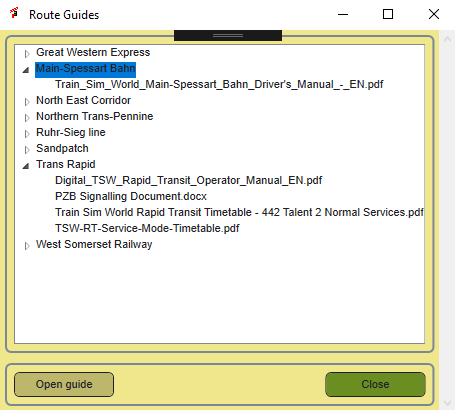 Route Guides
Great Western Express
Main-Spessart Bahn
Train_Sim_World_Main-Spessart_Bahn_Driver's_Manual_-_EN.pdf
North East Corridor
Northern Trans-Pennine
Ruhr-Sieg line
Sandpatch
Trans Rapid
Digital_TSW_Rapid_Transit_Operator_Manual_EN.pdf
PZB Signalling Document.docx
Train Sim World Rapid Transit Timetable - 442 Talent 2 Normal Services.pdf
TSW-RT-Service-Mode-Timetable.pdf
West Somerset Railway
Open guide Close